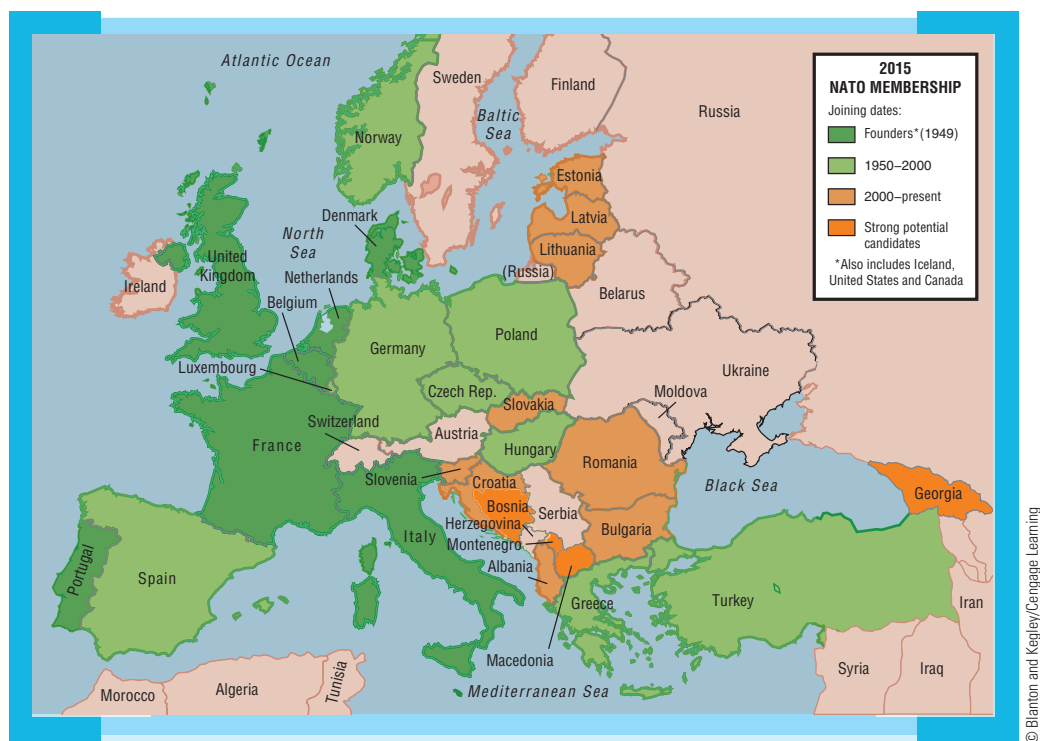 Atlantic Ocean
Sweden
Finland
Russia
Baltic
Sea
Norway
Estonia
Latvia
Lithuania
(Russia)
Belarus
Denmark
North
Sea
United
Kingdom
Ireland
Netherlands
Belgium
Luxembourg
Germany
Poland
Czech Rep.
Slovakia
Ukraine
Moldova
Switzerland
Austria
Hungary
France
Slovenia
Croatia
Bosnia
Herzegovina
Montenegro
Serbia
Romania
Bulgaria
Black Sea
Georgia
Italy
Albania
Portugal
Spain
Greece
Turkey
Macedonia
Mediterranean Sea
Morocco
Algeria
Tunisia
Syria
Iraq
Iran
2015
NATO MEMBERSHIP
Joining dates:
Founders*(1949)
1950–2000
2000–present
Strong potential
candidates
*Also includes Iceland,
United States and Canada
© Blanton and Kegley/Cengage Learning